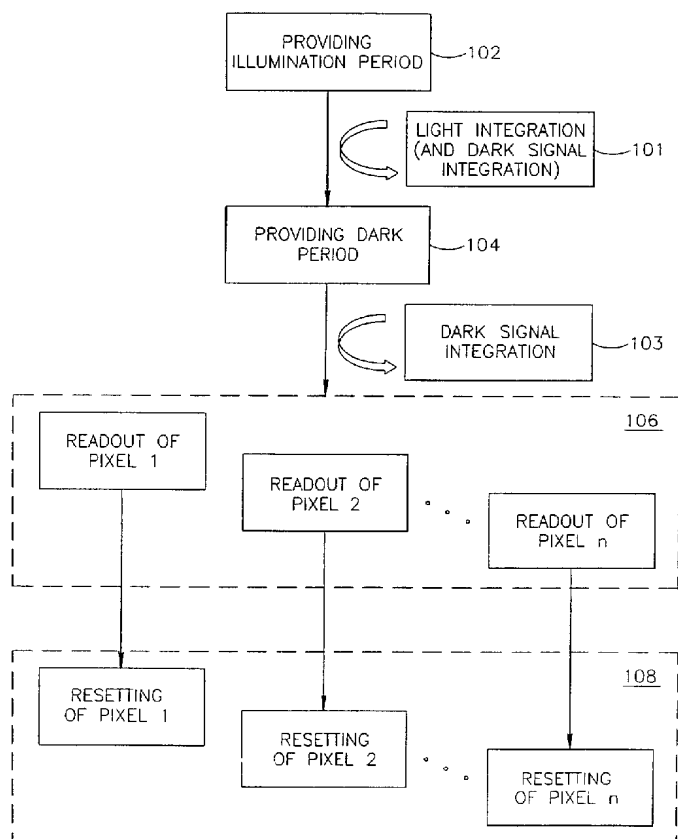 PROVIDING
ILLUMINATION PERIOD
102
LIGHT INTEGRATION
(AND DARK SIGNAL
INTEGRATION)
101
PROVIDING DARK
PERIOD
104
DARK SIGNAL
INTEGRATION
103
106
READOUT OF
PIXEL 1
READOUT OF
PIXEL 2
READOUT OF
PIXEL n
108
RESETTING
OF PIXEL 1
RESETTING
OF PIXEL 2
RESETTING
OF PIXEL n